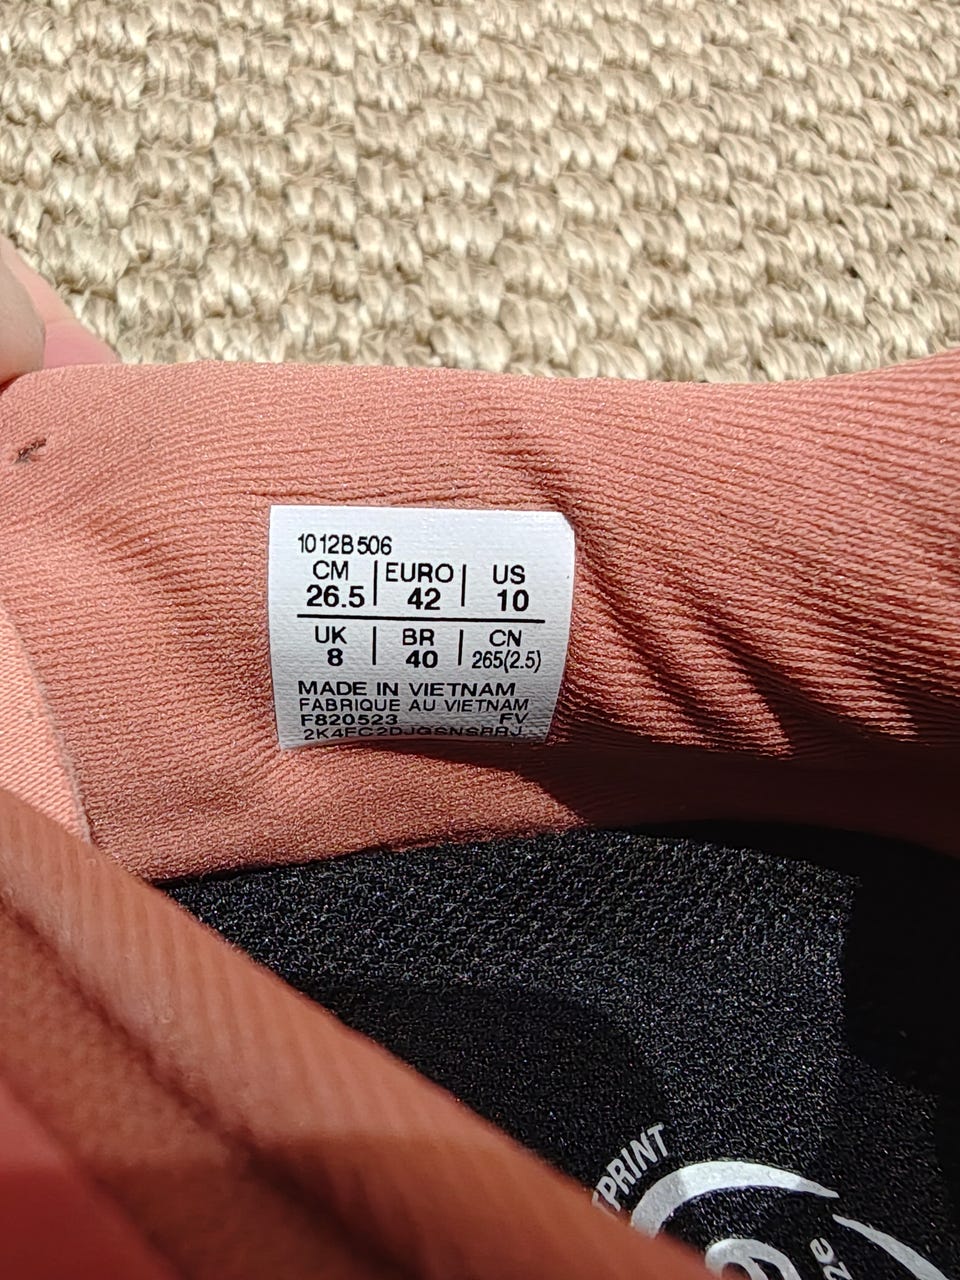 1012B506
CM | EURO | US
26.5 | 42 | 10
UK | BR | CN
8 | 40 | 265(2.5)
MADE IN VIETNAM
FABRIQUE AU VIETNAM
F820523 FV
PRINT